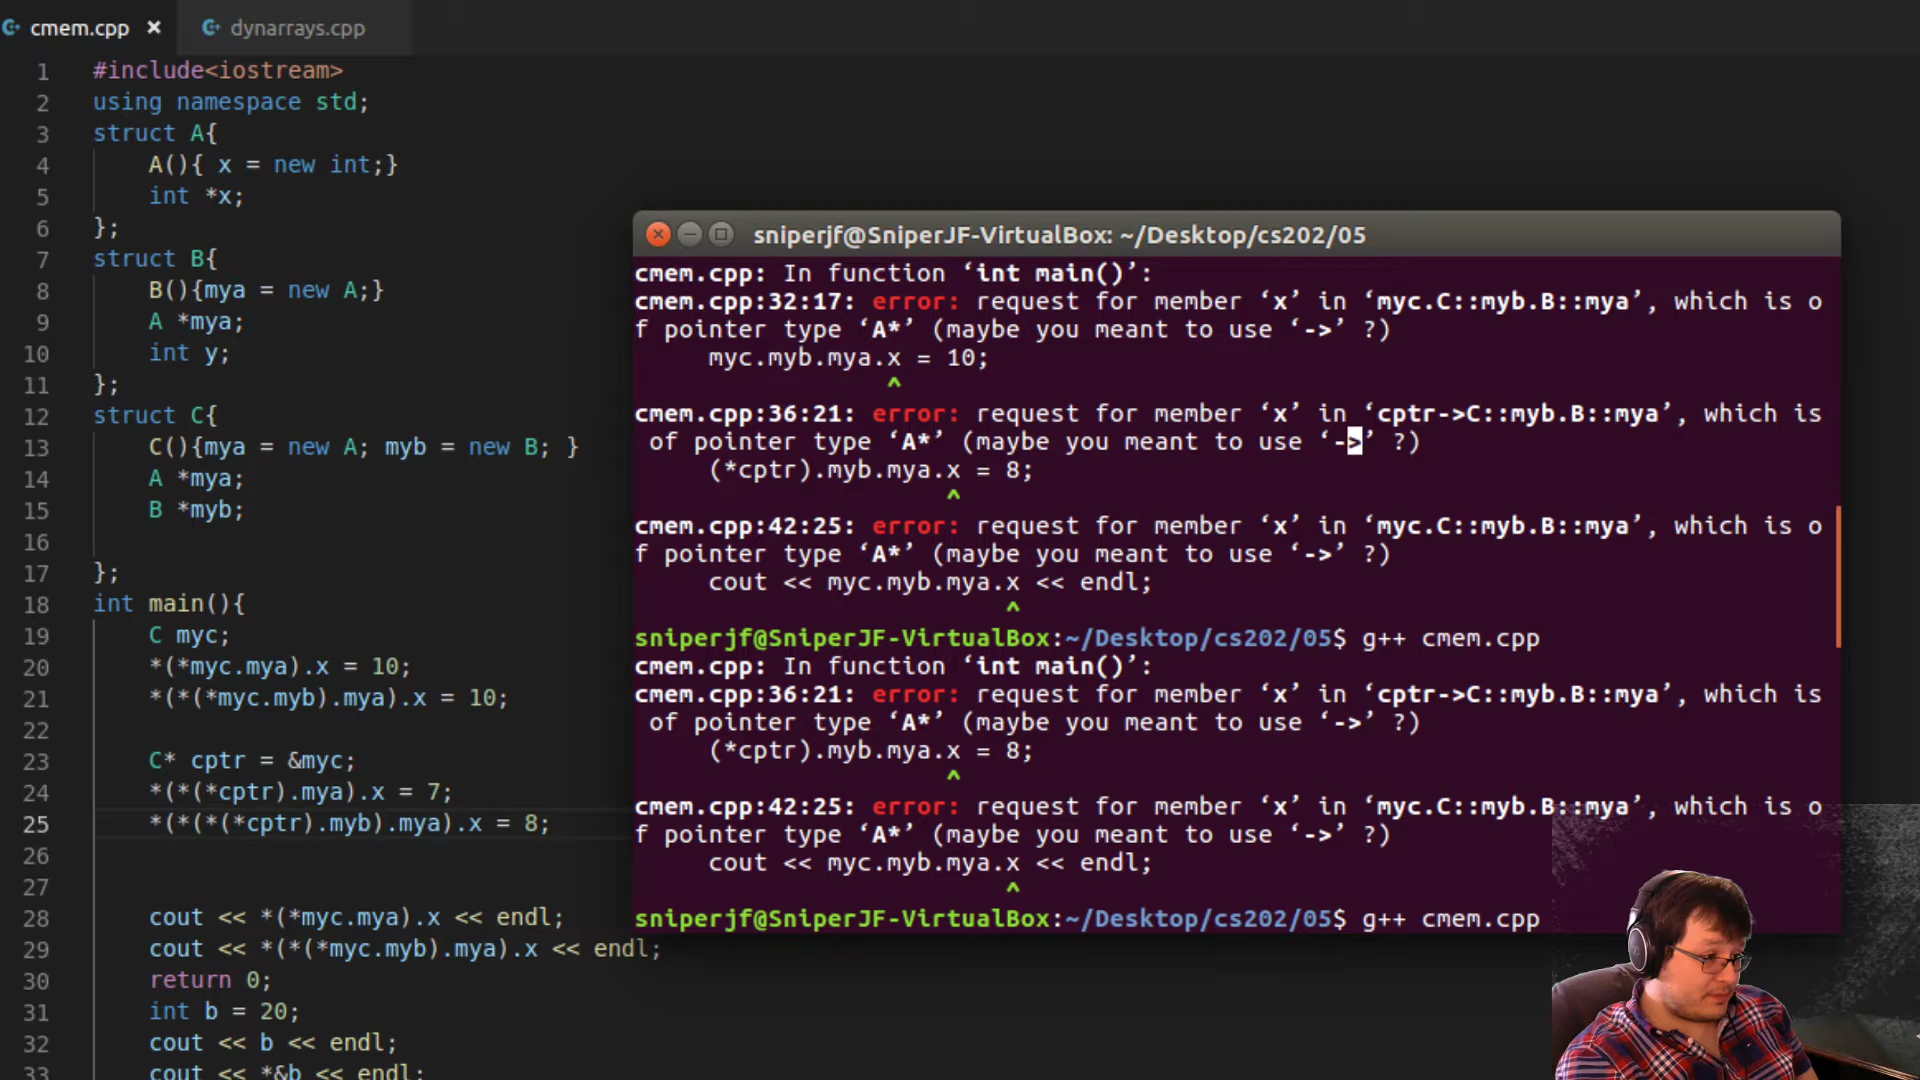 cmem.cpp ×
dynarrays.cpp
1 #include<iostream>
2 using namespace std;
3 struct A{
4 A(){ x = new int;}
5 int *x;
6 };
7 struct B{
8 B(){mya = new A;}
9 A *mya;
10 int y;
11 };
12 struct C{
13 C(){mya = new A; myb = new B; }
14 A *mya;
15 B *myb;
16
17 };
18 int main(){
19 C myc;
20 *(*myc.mya).x = 10;
21 *(*(*myc.myb).mya).x = 10;
22
23 C* cptr = &myc;
24 *(*(*cptr).mya).x = 7;
25 *(*(*(*cptr).myb).mya).x = 8;
26
27
28 cout << *(*myc.mya).x << endl;
29 cout << *(*(*myc.myb).mya).x << endl;
30 return 0;
31 int b = 20;
32 cout << b << endl;
33 cout << *&b << endl;
sniperjf@SniperJF-VirtualBox: ~/Desktop/cs202/05
cmem.cpp: In function ‘int main()’:
cmem.cpp:32:17: error: request for member ‘x’ in ‘myc.C::myb.B::mya’, which is o
f pointer type ‘A*’ (maybe you meant to use ‘->’ ?)
myc.myb.mya.x = 10;
^
cmem.cpp:36:21: error: request for member ‘x’ in ‘cptr->C::myb.B::mya’, which is
of pointer type ‘A*’ (maybe you meant to use ‘->’ ?)
(*cptr).myb.mya.x = 8;
^
cmem.cpp:42:25: error: request for member ‘x’ in ‘myc.C::myb.B::mya’, which is o
f pointer type ‘A*’ (maybe you meant to use ‘->’ ?)
cout << myc.myb.mya.x << endl;
^
sniperjf@SniperJF-VirtualBox:~/Desktop/cs202/05$ g++ cmem.cpp
cmem.cpp: In function ‘int main()’:
cmem.cpp:36:21: error: request for member ‘x’ in ‘cptr->C::myb.B::mya’, which is
of pointer type ‘A*’ (maybe you meant to use ‘->’ ?)
(*cptr).myb.mya.x = 8;
^
cmem.cpp:42:25: error: request for member ‘x’ in ‘myc.C::myb.B::mya’, which is o
f pointer type ‘A*’ (maybe you meant to use ‘->’ ?)
cout << myc.myb.mya.x << endl;
^
sniperjf@SniperJF-VirtualBox:~/Desktop/cs202/05$ g++ cmem.cpp